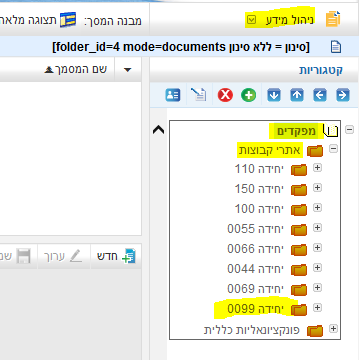 ניהול מידע
מבנה המסך:
תצוגה מלאה
[סינון = ללא סינון folder_id=4 mode=documents]
קטגוריות
שם המסמך
מפקדים
אתרי קבוצות
יחידה 110
יחידה 150
יחידה 100
יחידה 0055
יחידה 0066
יחידה 0044
יחידה 0069
יחידה 0099
פונקציונאליות כללית
חדש
ערוך